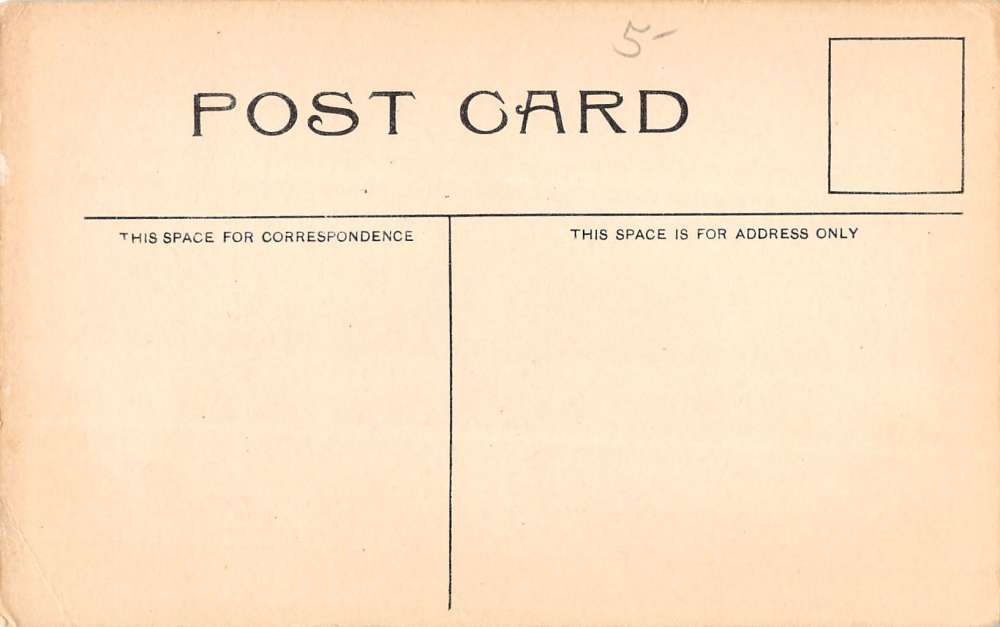 5-
POST CARD
THIS SPACE FOR CORRESPONDENCE
THIS SPACE IS FOR ADDRESS ONLY